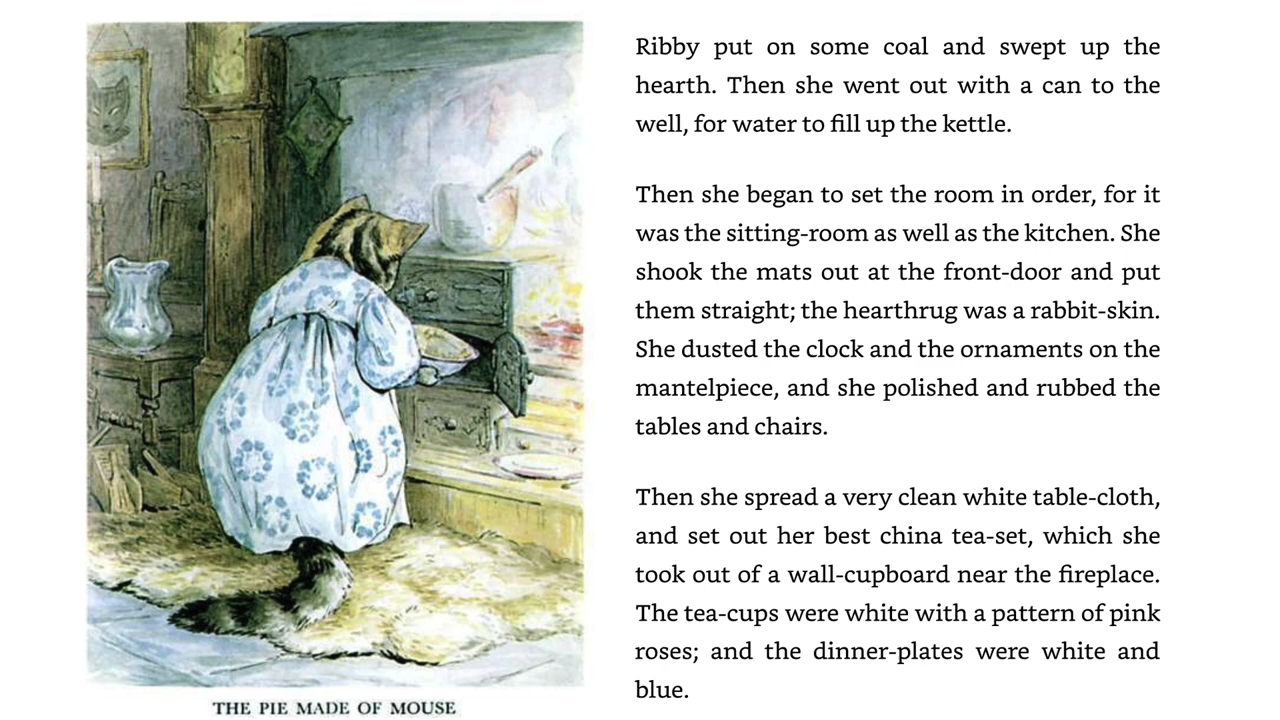 Ribby put on some coal and swept up the
hearth. Then she went out with a can to the
well, for water to fill up the kettle.
Then she began to set the room in order, for it
was the sitting-room as well as the kitchen. She
shook the mats out at the front-door and put
them straight; the hearthrug was a rabbit-skin.
She dusted the clock and the ornaments on the
mantelpiece, and she polished and rubbed the
tables and chairs.
Then she spread a very clean white table-cloth,
and set out her best china tea-set, which she
took out of a wall-cupboard near the fireplace.
The tea-cups were white with a pattern of pink
roses; and the dinner-plates were white and
blue.
THE PIE MADE OF MOUSE